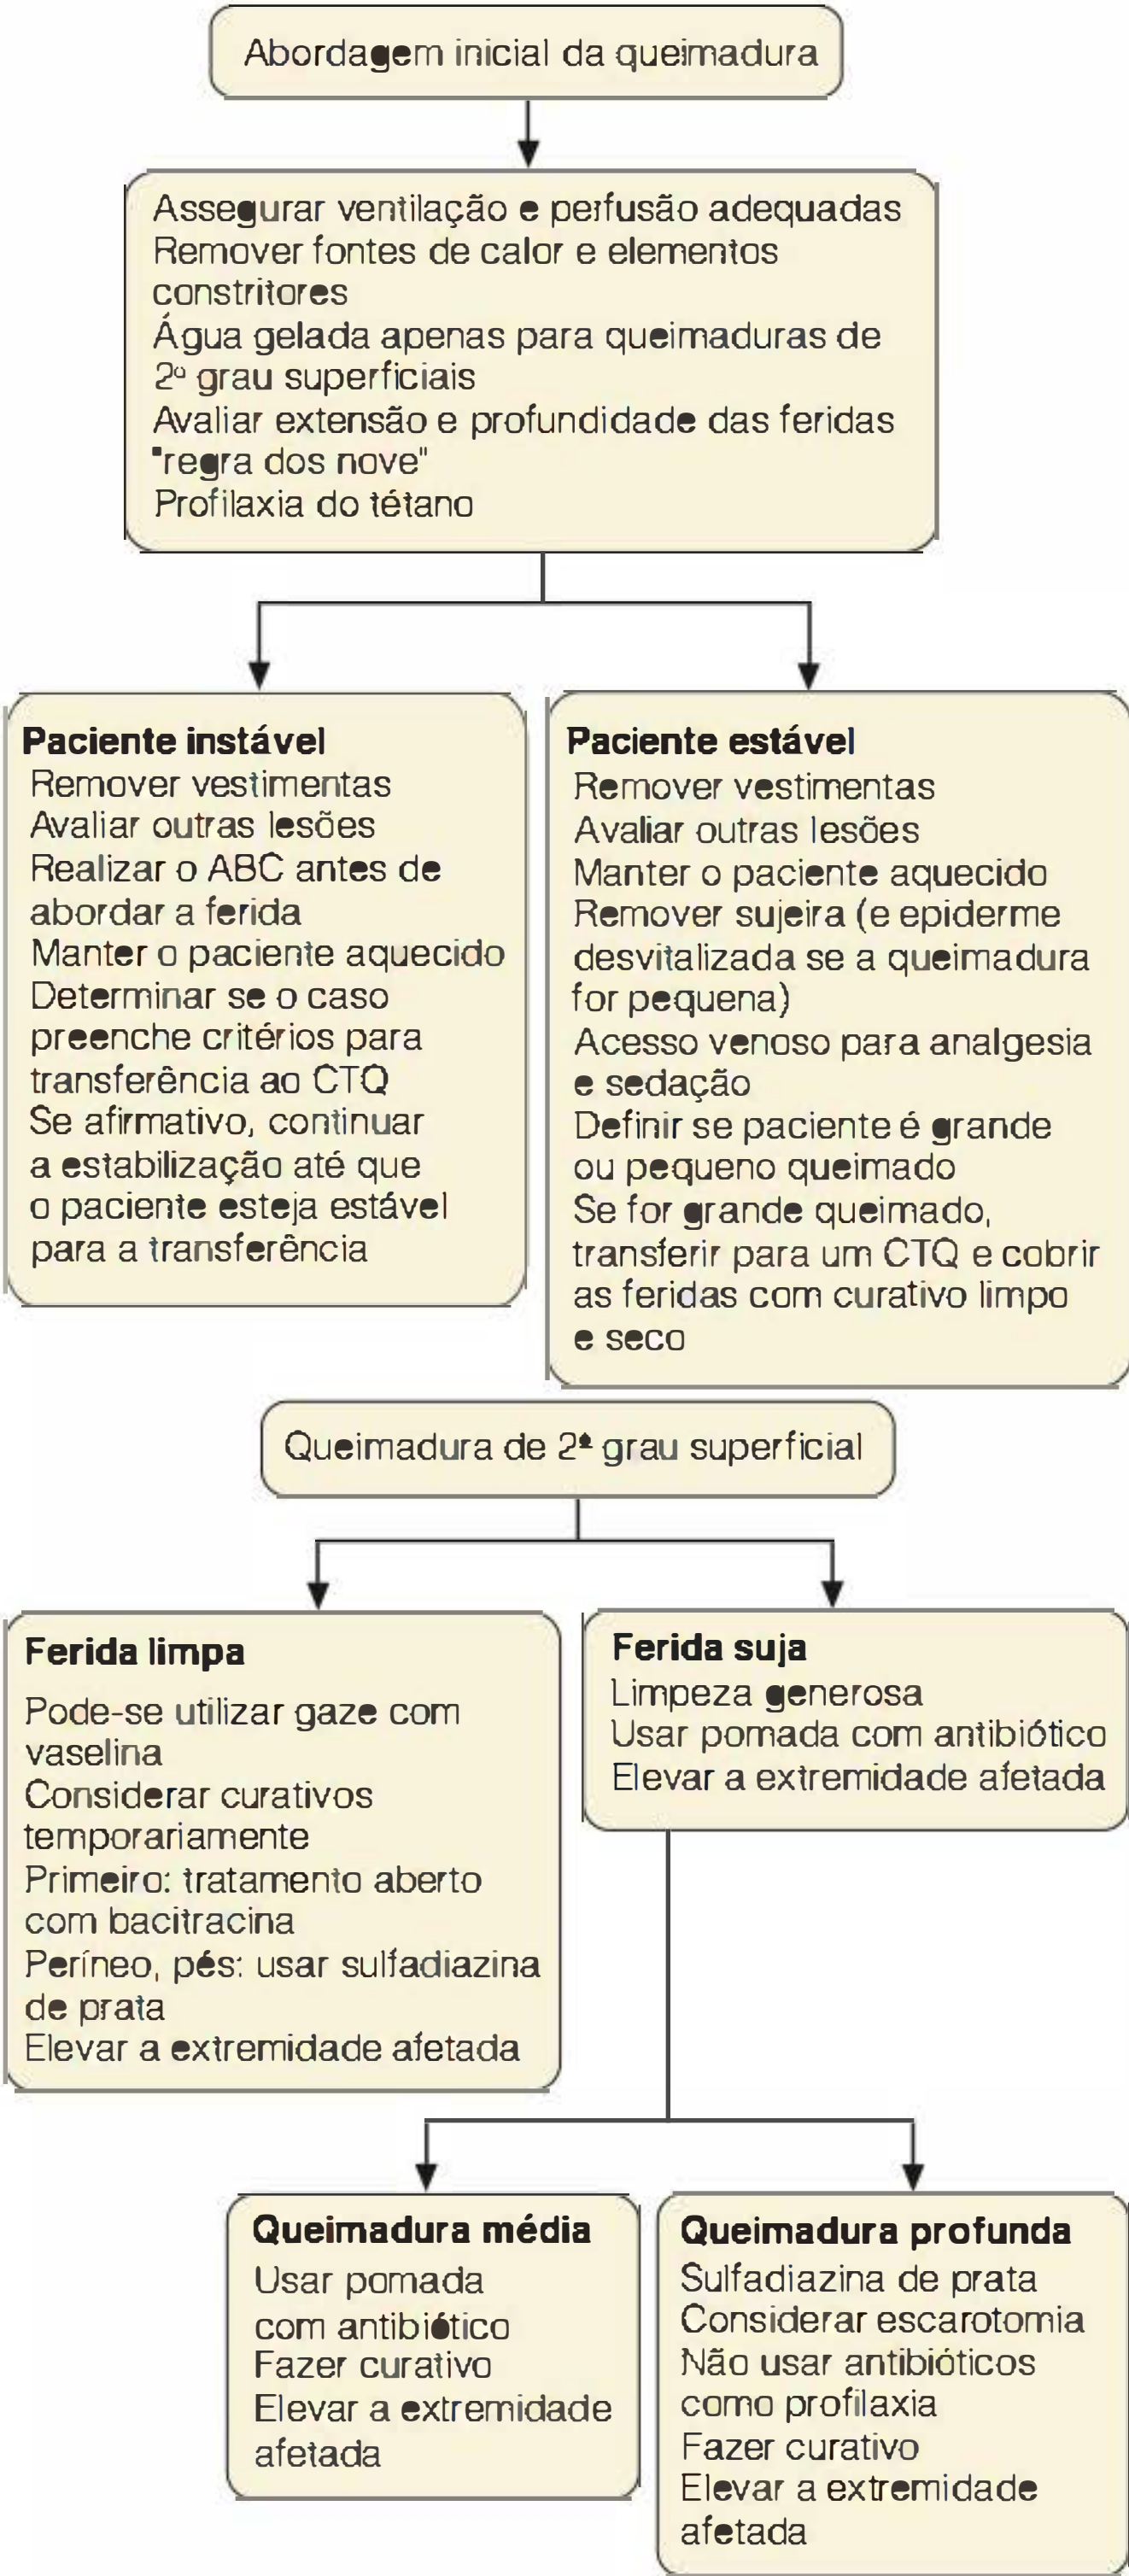 Abordagem inicial da queimadura
Assegurar ventilação e perfusão adequadas
Remover fontes de calor e elementos
constritores
Água gelada apenas para queimaduras de
2º grau superficiais
Avaliar extensão e profundidade das feridas
"regra dos nove"
Profilaxia do tétano
Paciente instável
Remover vestimentas
Avaliar outras lesões
Realizar o ABC antes de
abordar a ferida
Manter o paciente aquecido
Determinar se o caso
preenche critérios para
transferência ao CTQ
Se afirmativo, continuar
a estabilização até que
o paciente esteja estável
para a transferência
Paciente estável
Remover vestimentas
Avaliar outras lesões
Manter o paciente aquecido
Remover sujeira (e epiderme
desvitalizada se a queimadura
for pequena)
Acesso venoso para analgesia
e sedação
Definir se paciente é grande
ou pequeno queimado
Se for grande queimado,
transferir para um CTQ e cobrir
as feridas com curativo limpo
e seco
Queimadura de 2º grau superficial
Ferida limpa
Pode-se utilizar gaze com
vaselina
Considerar curativos
temporariamente
Primeiro: tratamento aberto
com bacitracina
Períneo, pés: usar sulfadiazina
de prata
Elevar a extremidade afetada
Ferida suja
Limpeza generosa
Usar pomada com antibiótico
Elevar a extremidade afetada
Queimadura média
Usar pomada
com antibiótico
Fazer curativo
Elevar a extremidade
afetada
Queimadura profunda
Sulfadiazina de prata
Considerar escarotomia
Não usar antibióticos
como profilaxia
Fazer curativo
Elevar a extremidade
afetada